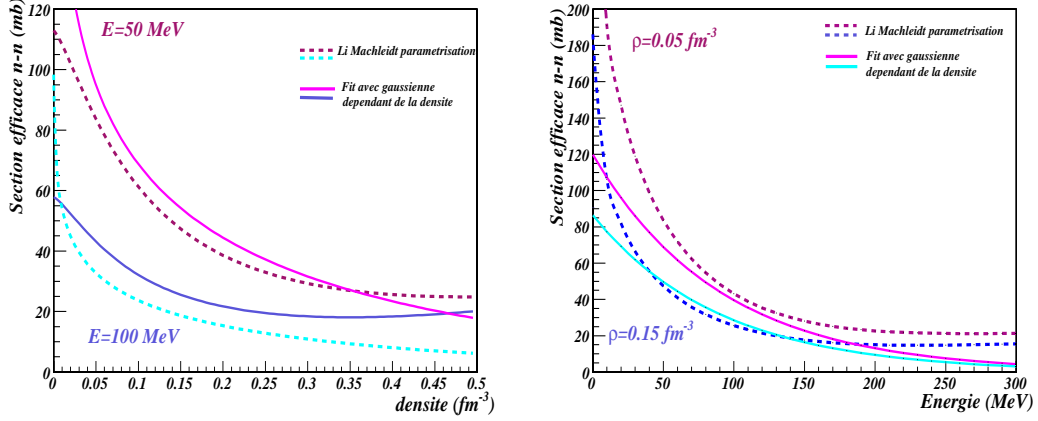 Section efficace n-n (mb)
120
100
80
60
40
20
0
E=50 MeV
Li Machleidt parametrisation
Fit avec gaussienne
dependant de la densite
E=100 MeV
0 0.05 0.1 0.15 0.2 0.25 0.3 0.35 0.4 0.45 0.5
densite (fm-3)
Section efficace n-n (mb)
200
180
160
140
120
100
80
60
40
20
0
ρ=0.05 fm-3
Li Machleidt parametrisation
Fit avec gaussienne
dependant de la densite
ρ=0.15 fm-3
0 50 100 150 200 250 300
Energie (MeV)